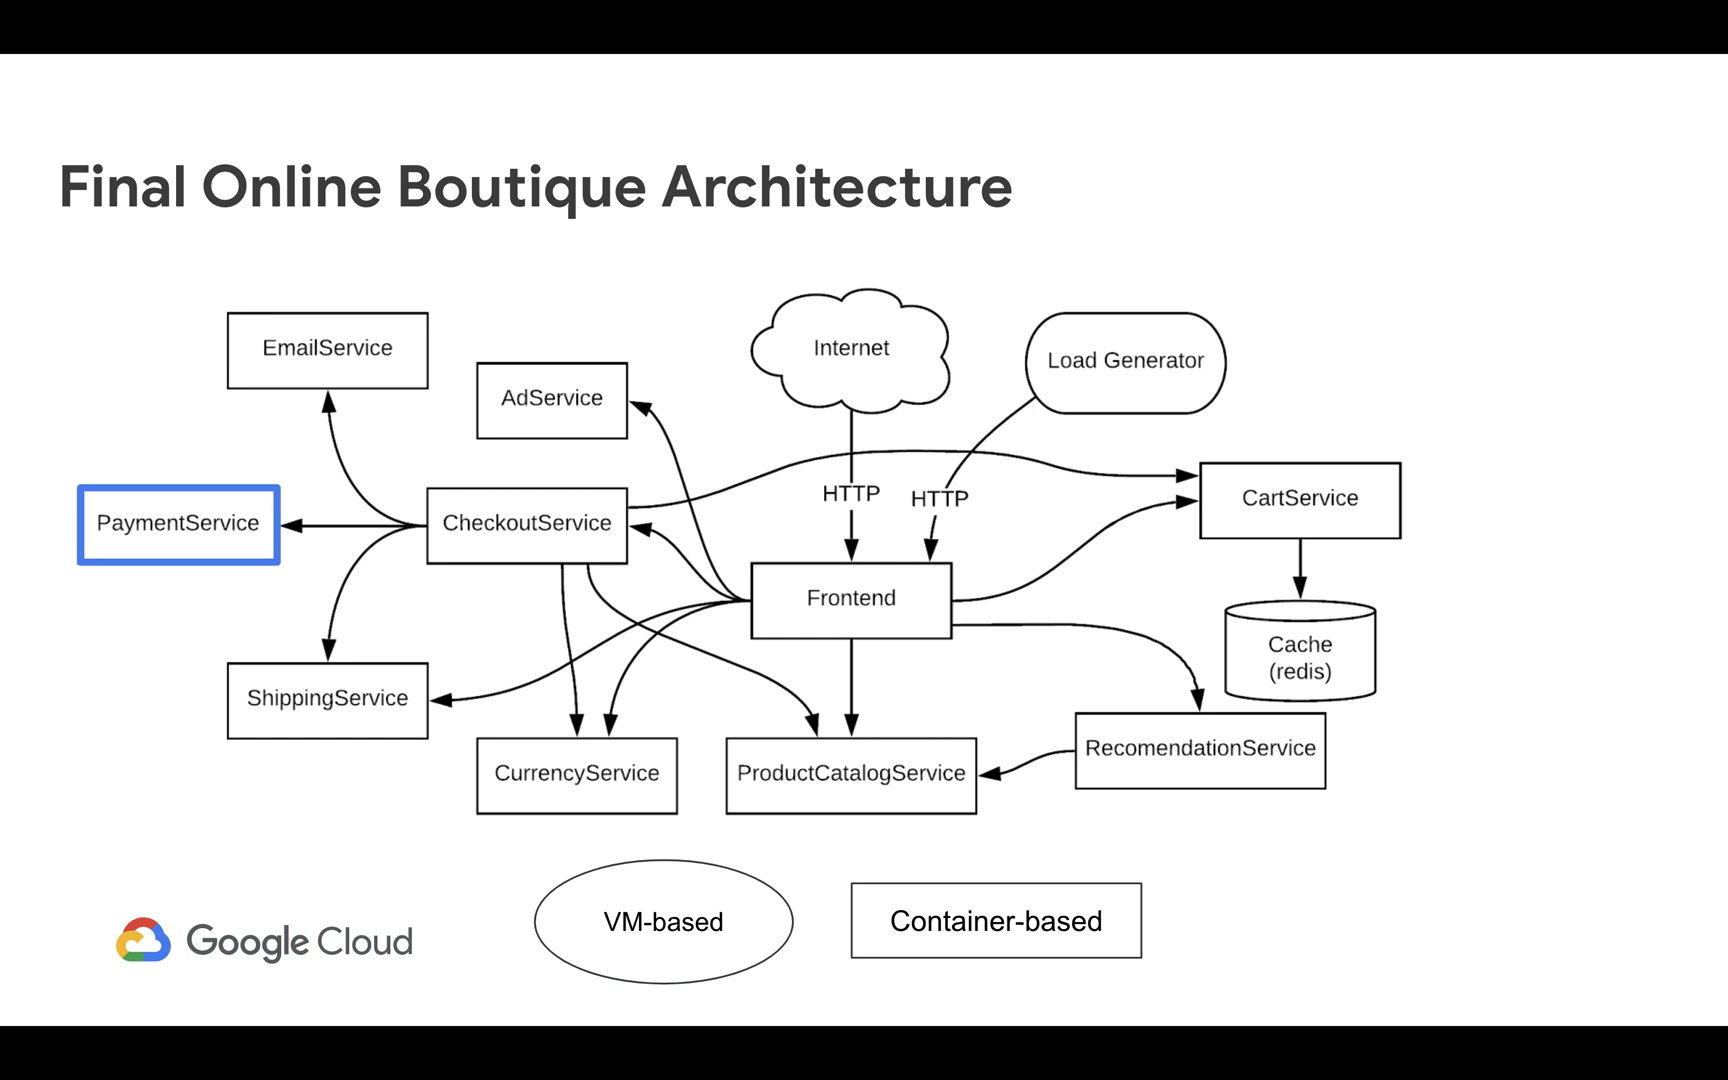 Final Online Boutique Architecture
EmailService
Internet
Load Generator
AdService
HTTP
HTTP
CartService
PaymentService
CheckoutService
Frontend
Cache
(redis)
ShippingService
CurrencyService
ProductCatalogService
RecomendationService
VM-based
Container-based
Google Cloud